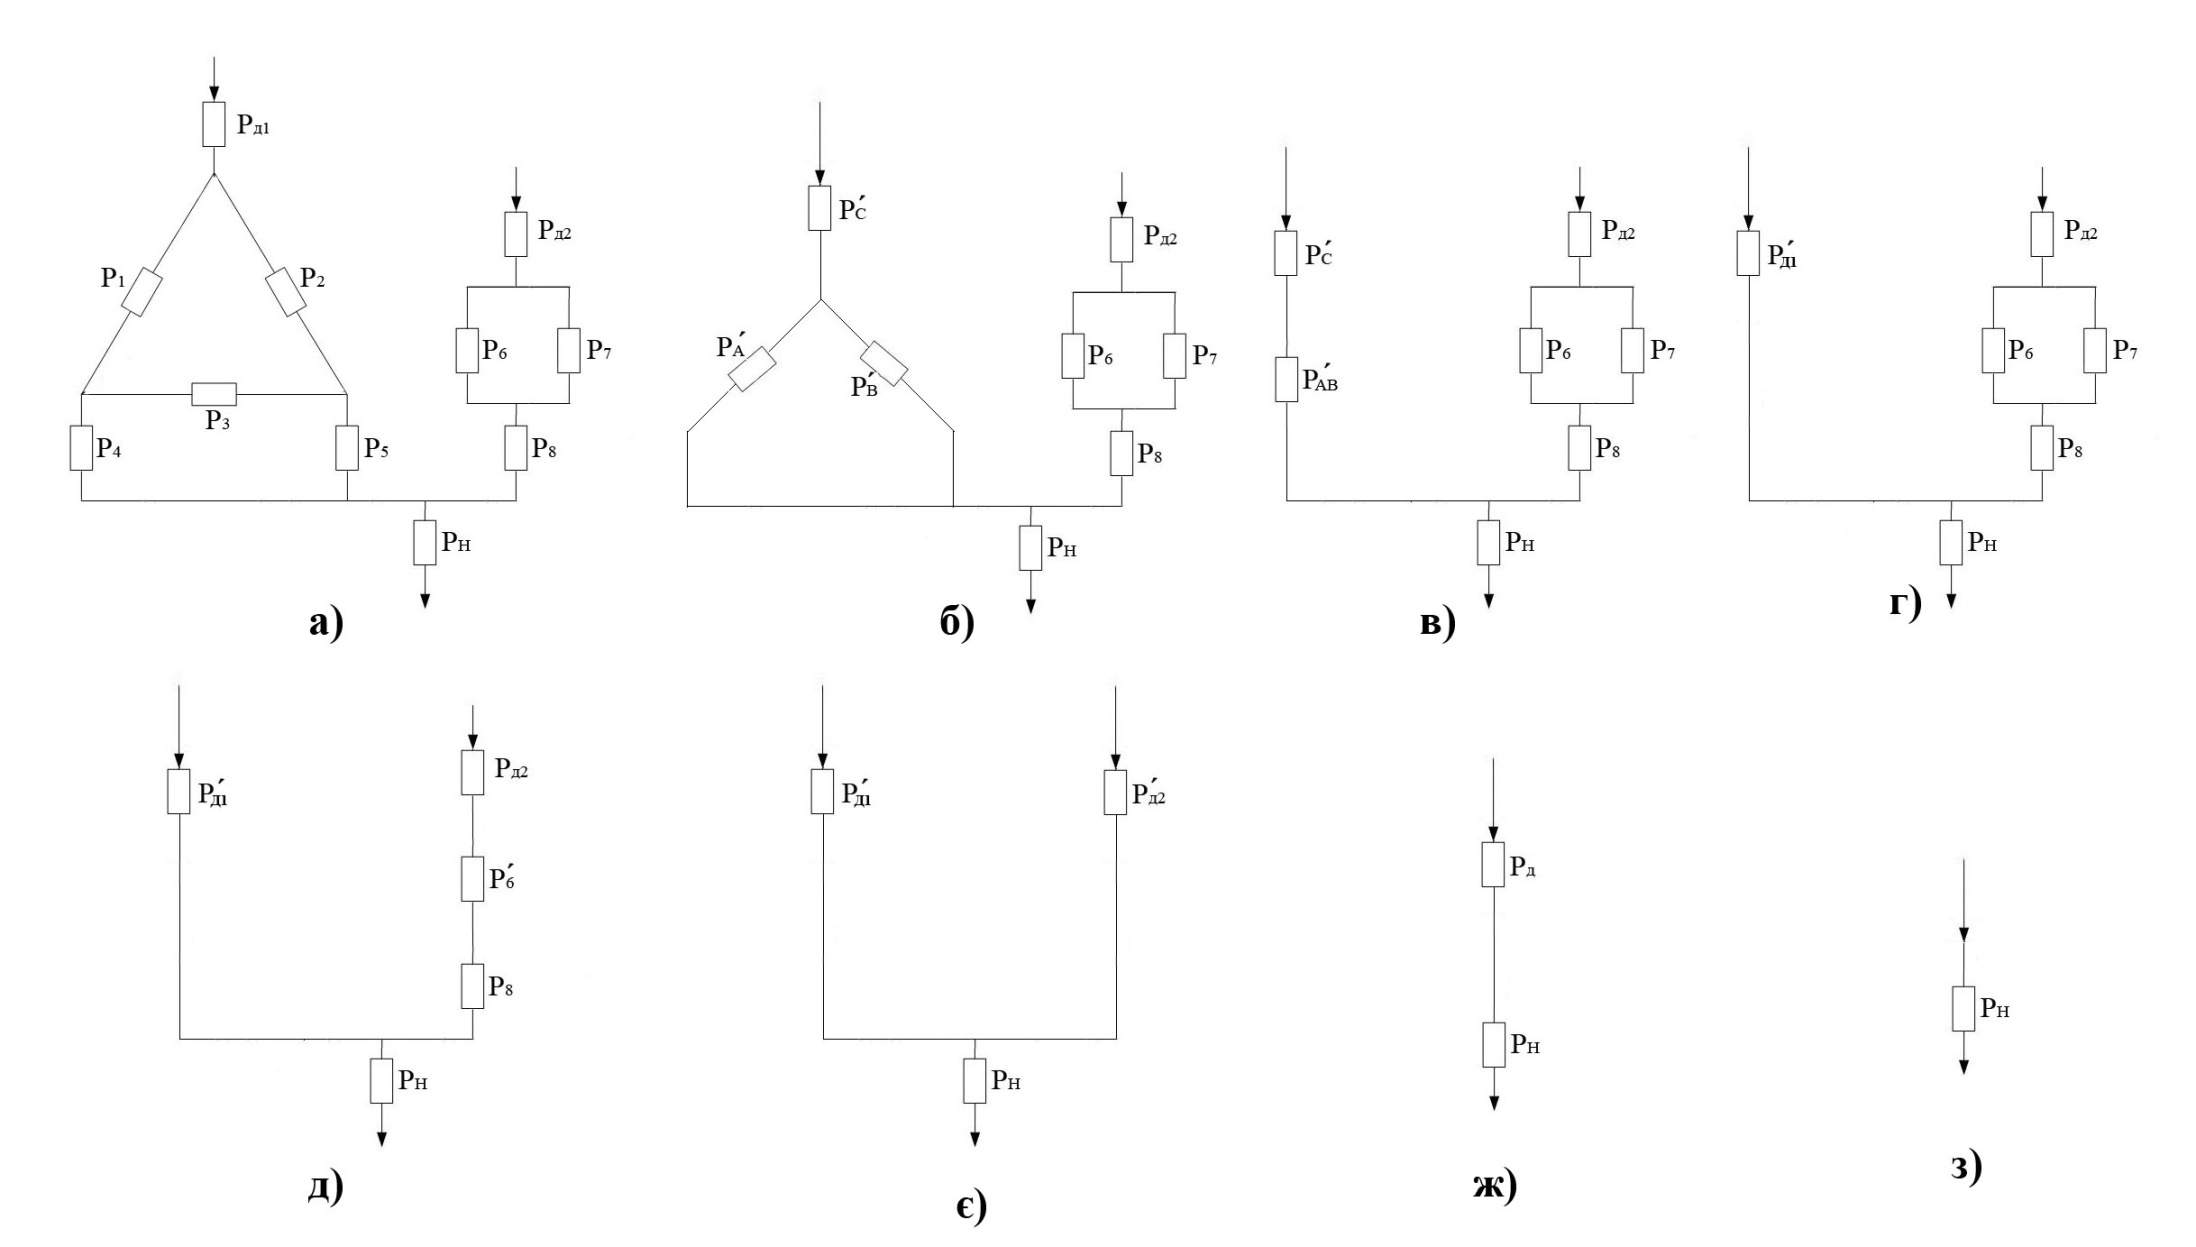 Рд1
Р1
Р2
Р3
Р4
Р5
Рд2
Р6
Р7
Р8
РН
а)
Р′С
Р′А
Р′В
Рд2
Р6
Р7
Р8
РН
б)
Р′С
Р′АВ
Рд2
Р6
Р7
Р8
РН
в)
Р′д1
Рд2
Р6
Р7
Р8
РН
г)
Р′д1
Рд2
Р′6
Р8
РН
д)
Р′д1
Р′д2
РН
є)
Рд
РН
ж)
РН
з)